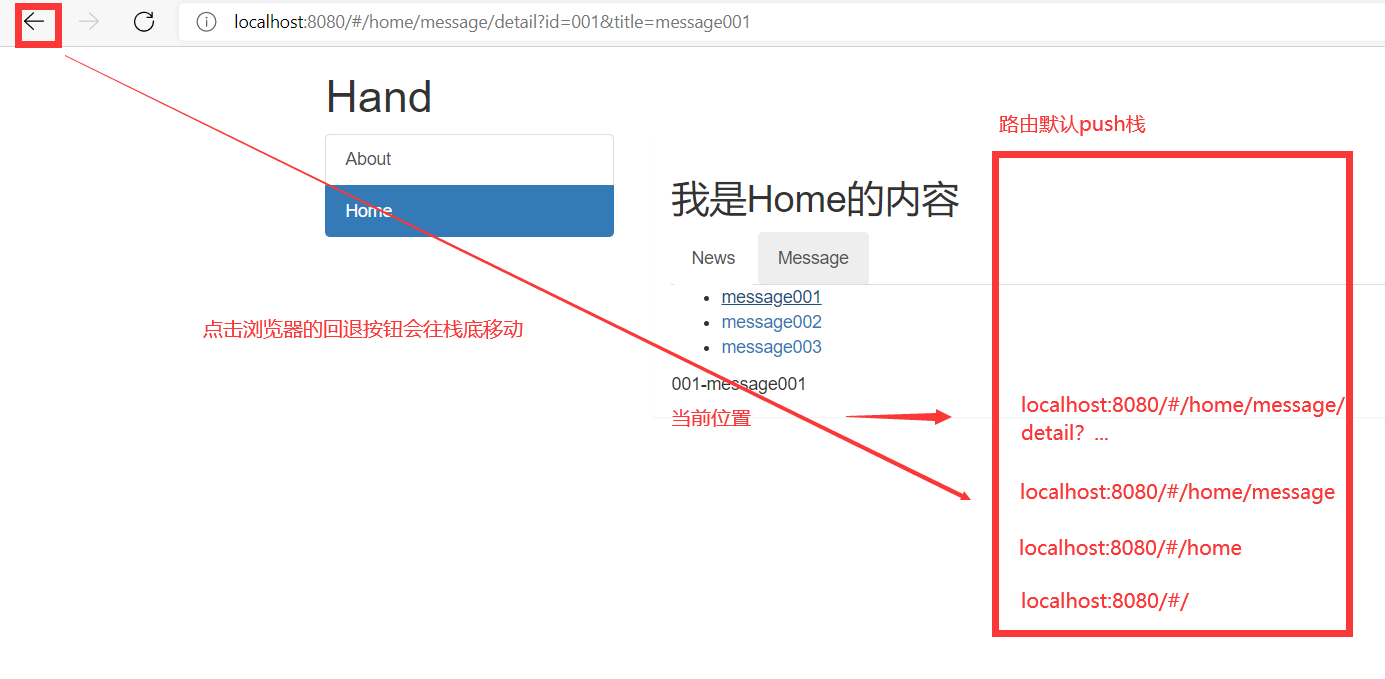 localhost:8080/#/home/message/detail?id=001&title=message001
Hand
About
Home
路由默认push栈
我是Home的内容
News
Message
message001
message002
message003
点击浏览器的回退按钮会往栈底移动
001-message001
当前位置
localhost:8080/#/home/message/
detail? ...
localhost:8080/#/home/message
localhost:8080/#/home
localhost:8080/#/